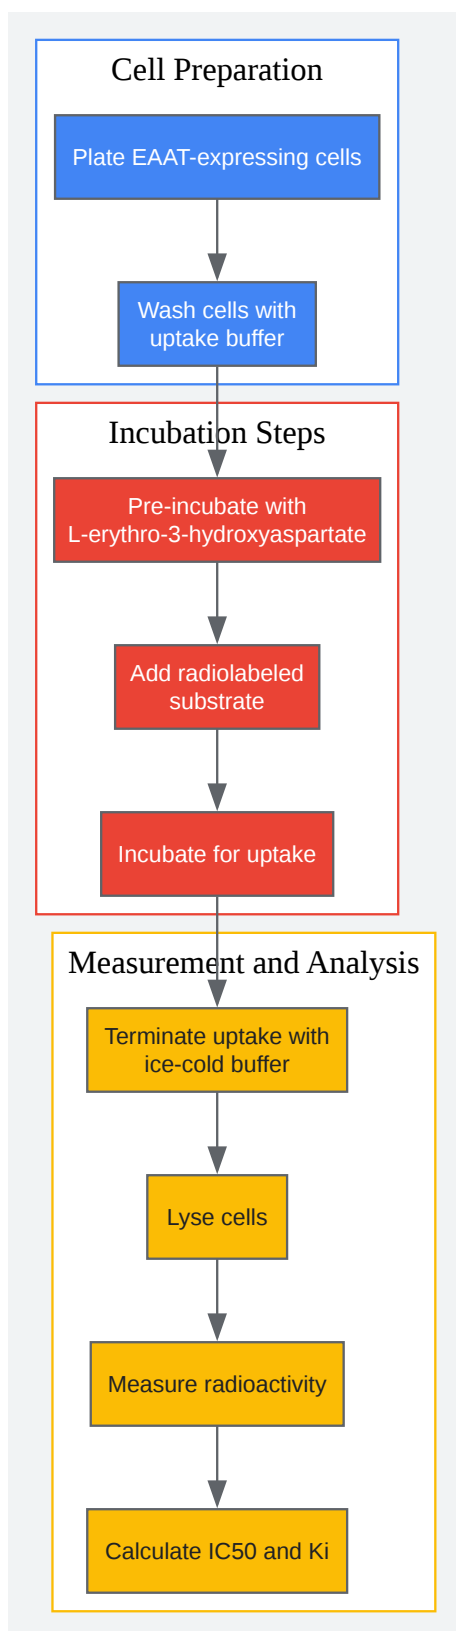 Cell Preparation
Plate EAAT-expressing cells
Wash cells with
uptake buffer
Incubation Steps
Pre-incubate with
L-erythro-3-hydroxyaspartate
Add radiolabeled
substrate
Incubate for uptake
Measurement and Analysis
Terminate uptake with
ice-cold buffer
Lyse cells
Measure radioactivity
Calculate IC50 and Ki